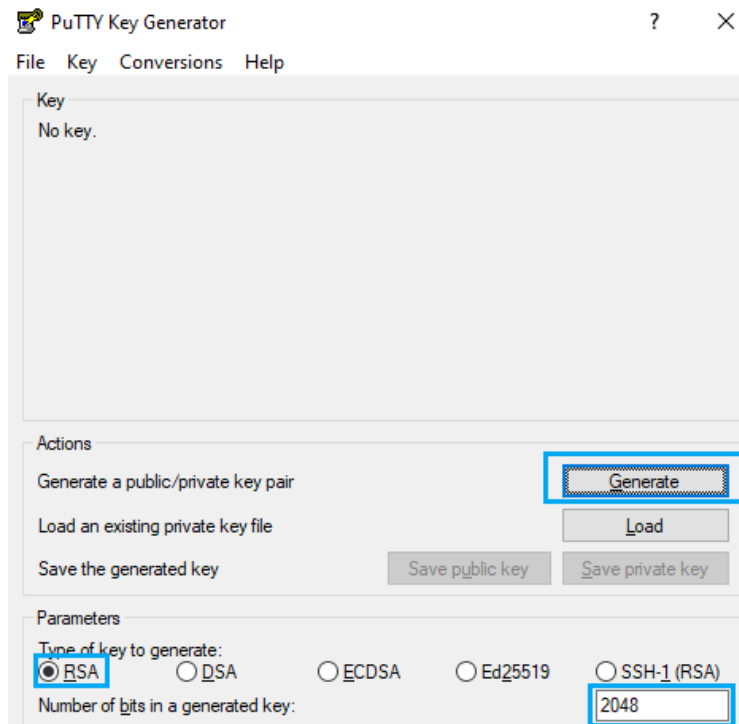 PuTTY Key Generator ?
File Key Conversions Help
Key
No key.
Actions
Generate a public/private key pair Generate
Load an existing private key file Load
Save the generated key Save public key Save private key
Parameters
Type of key to generate:
RSA DSA ECDSA Ed25519 SSH-1 (RSA)
Number of bits in a generated key: 2048